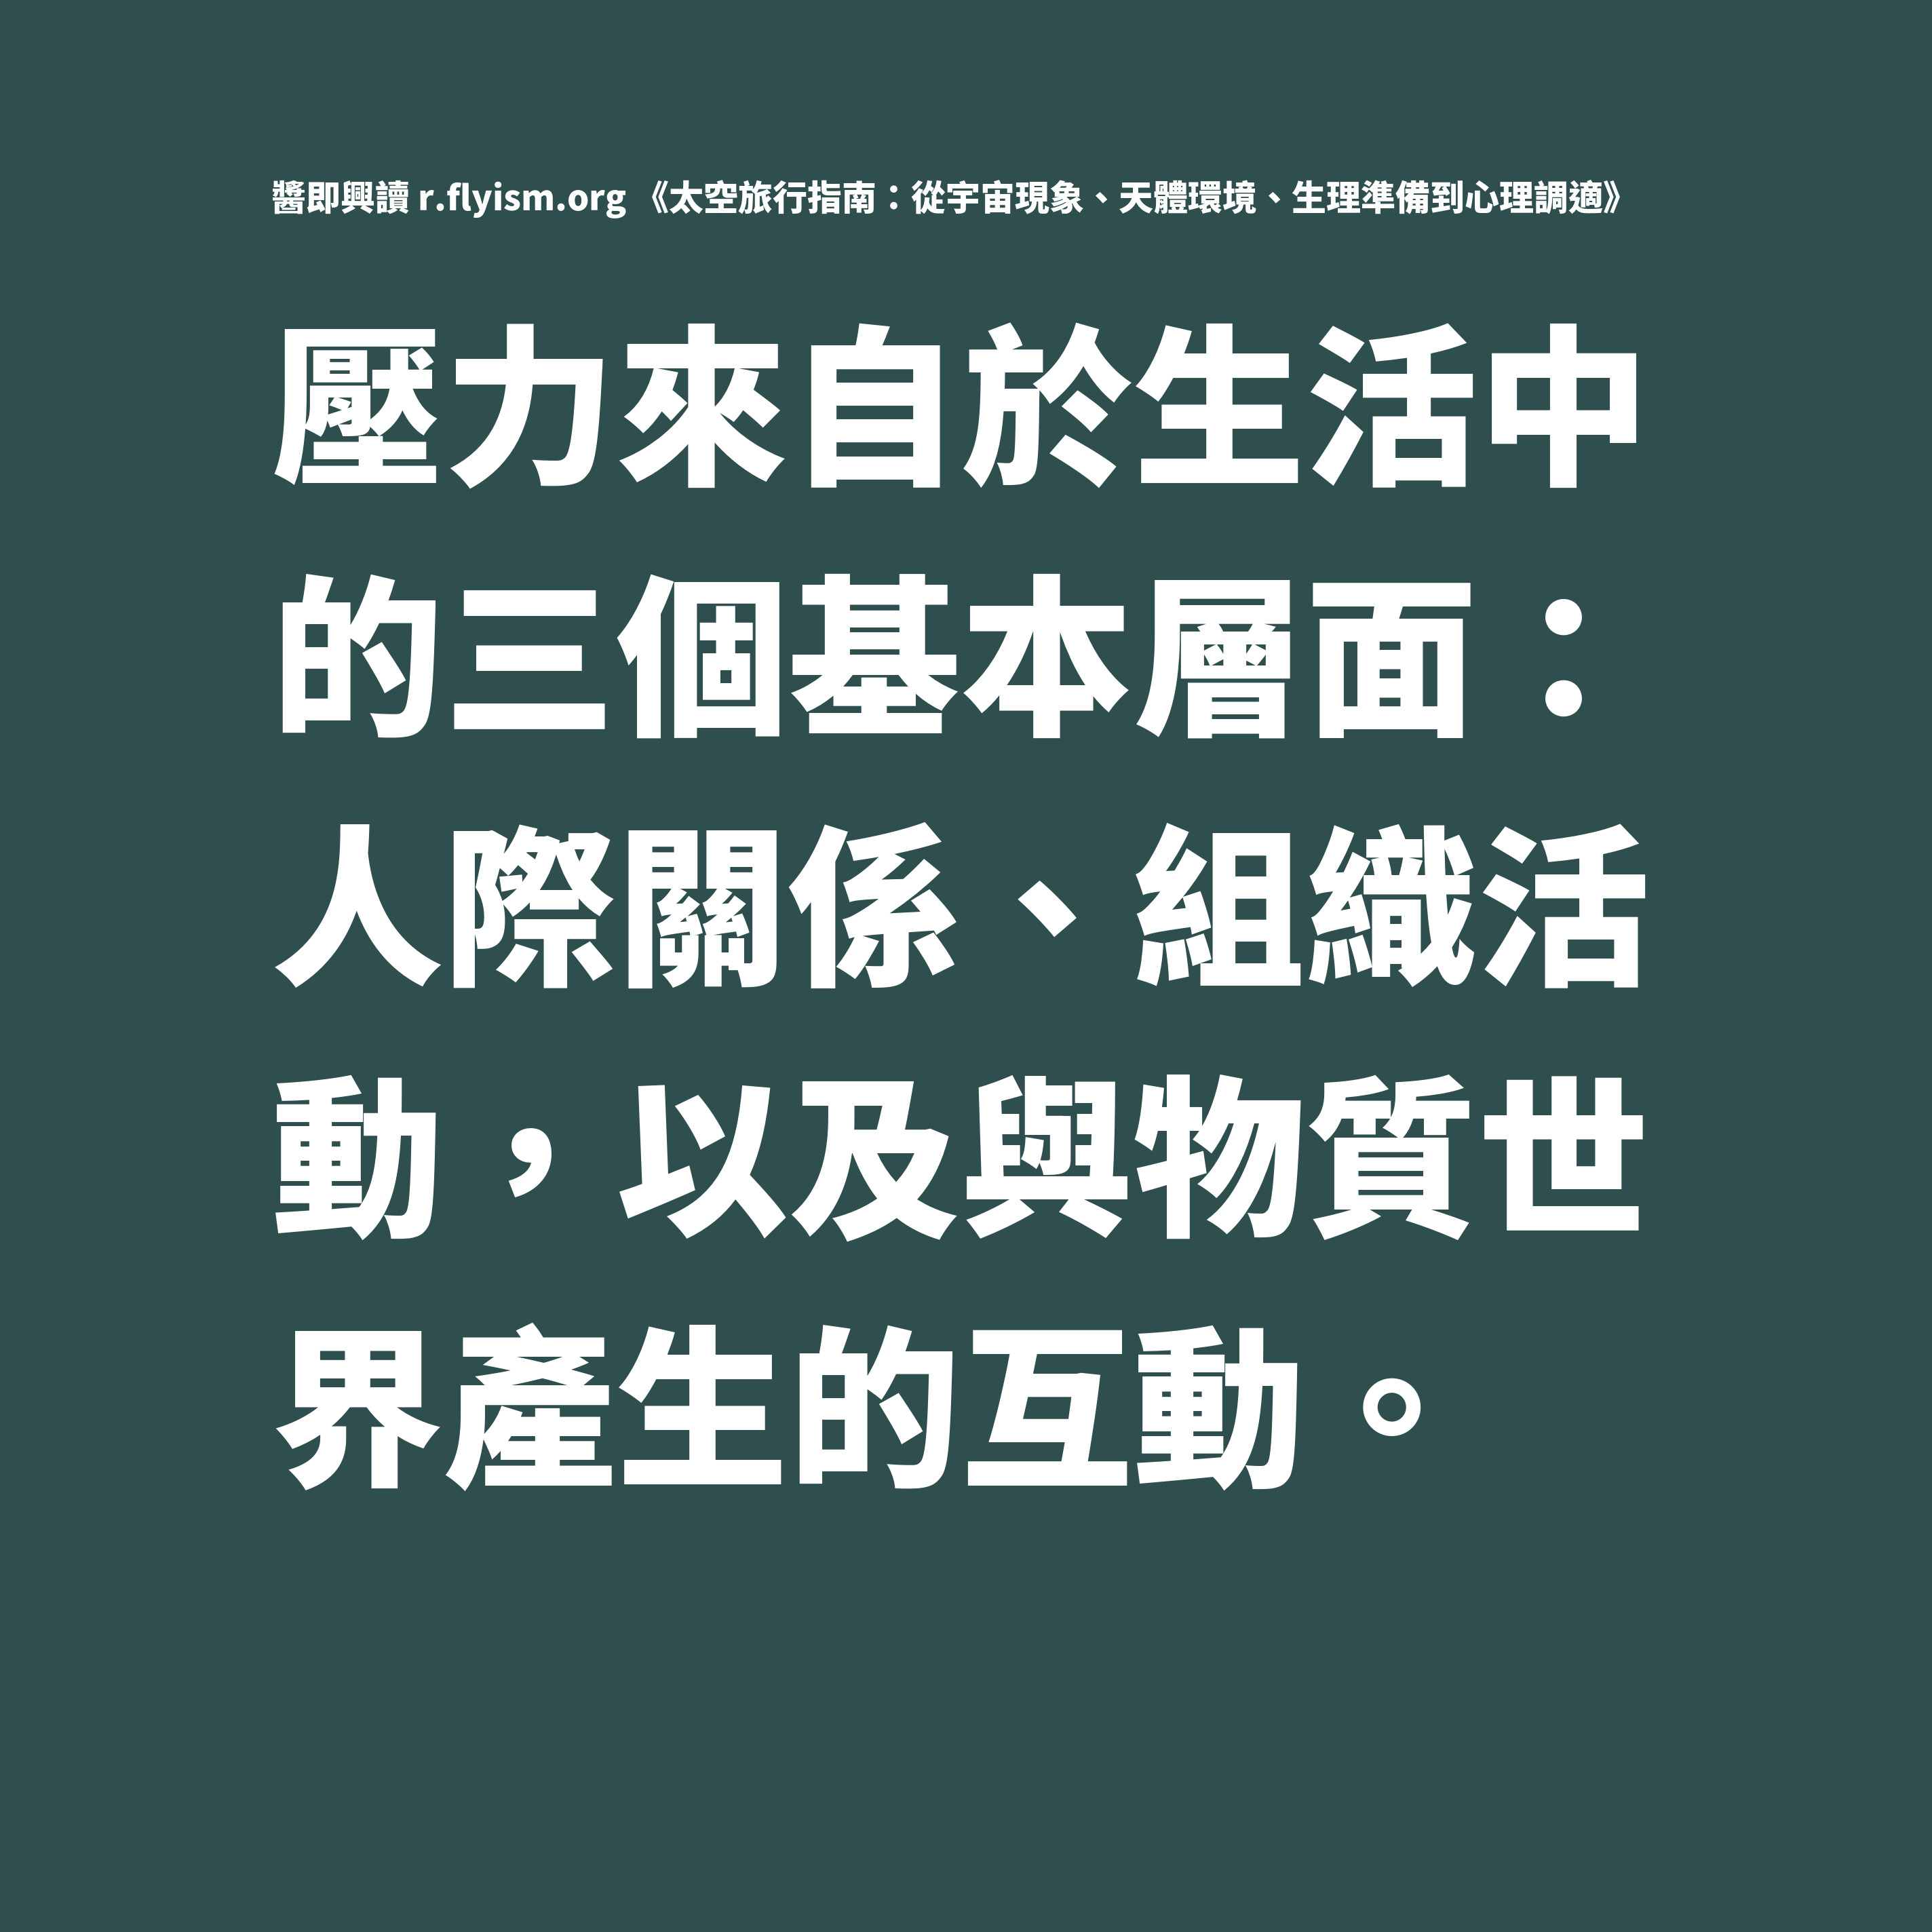 醫聊興讀r.flyism.org《太空旅行指南：從宇宙現象、天體環境、生理準備到心理調適》
壓力來自於生活中
的三個基本層面：
人際關係、組織活
動，以及與物質世
界產生的互動。